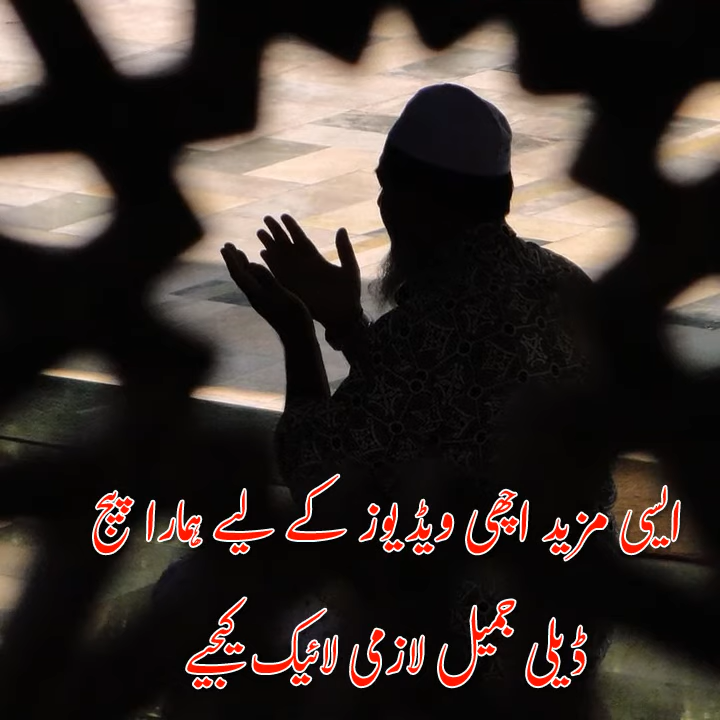 ایسی مزید اچھی ویڈیوز کے لیے ہمارا پیج
ڈیلی جمیل لازمی لائیک کیجیے